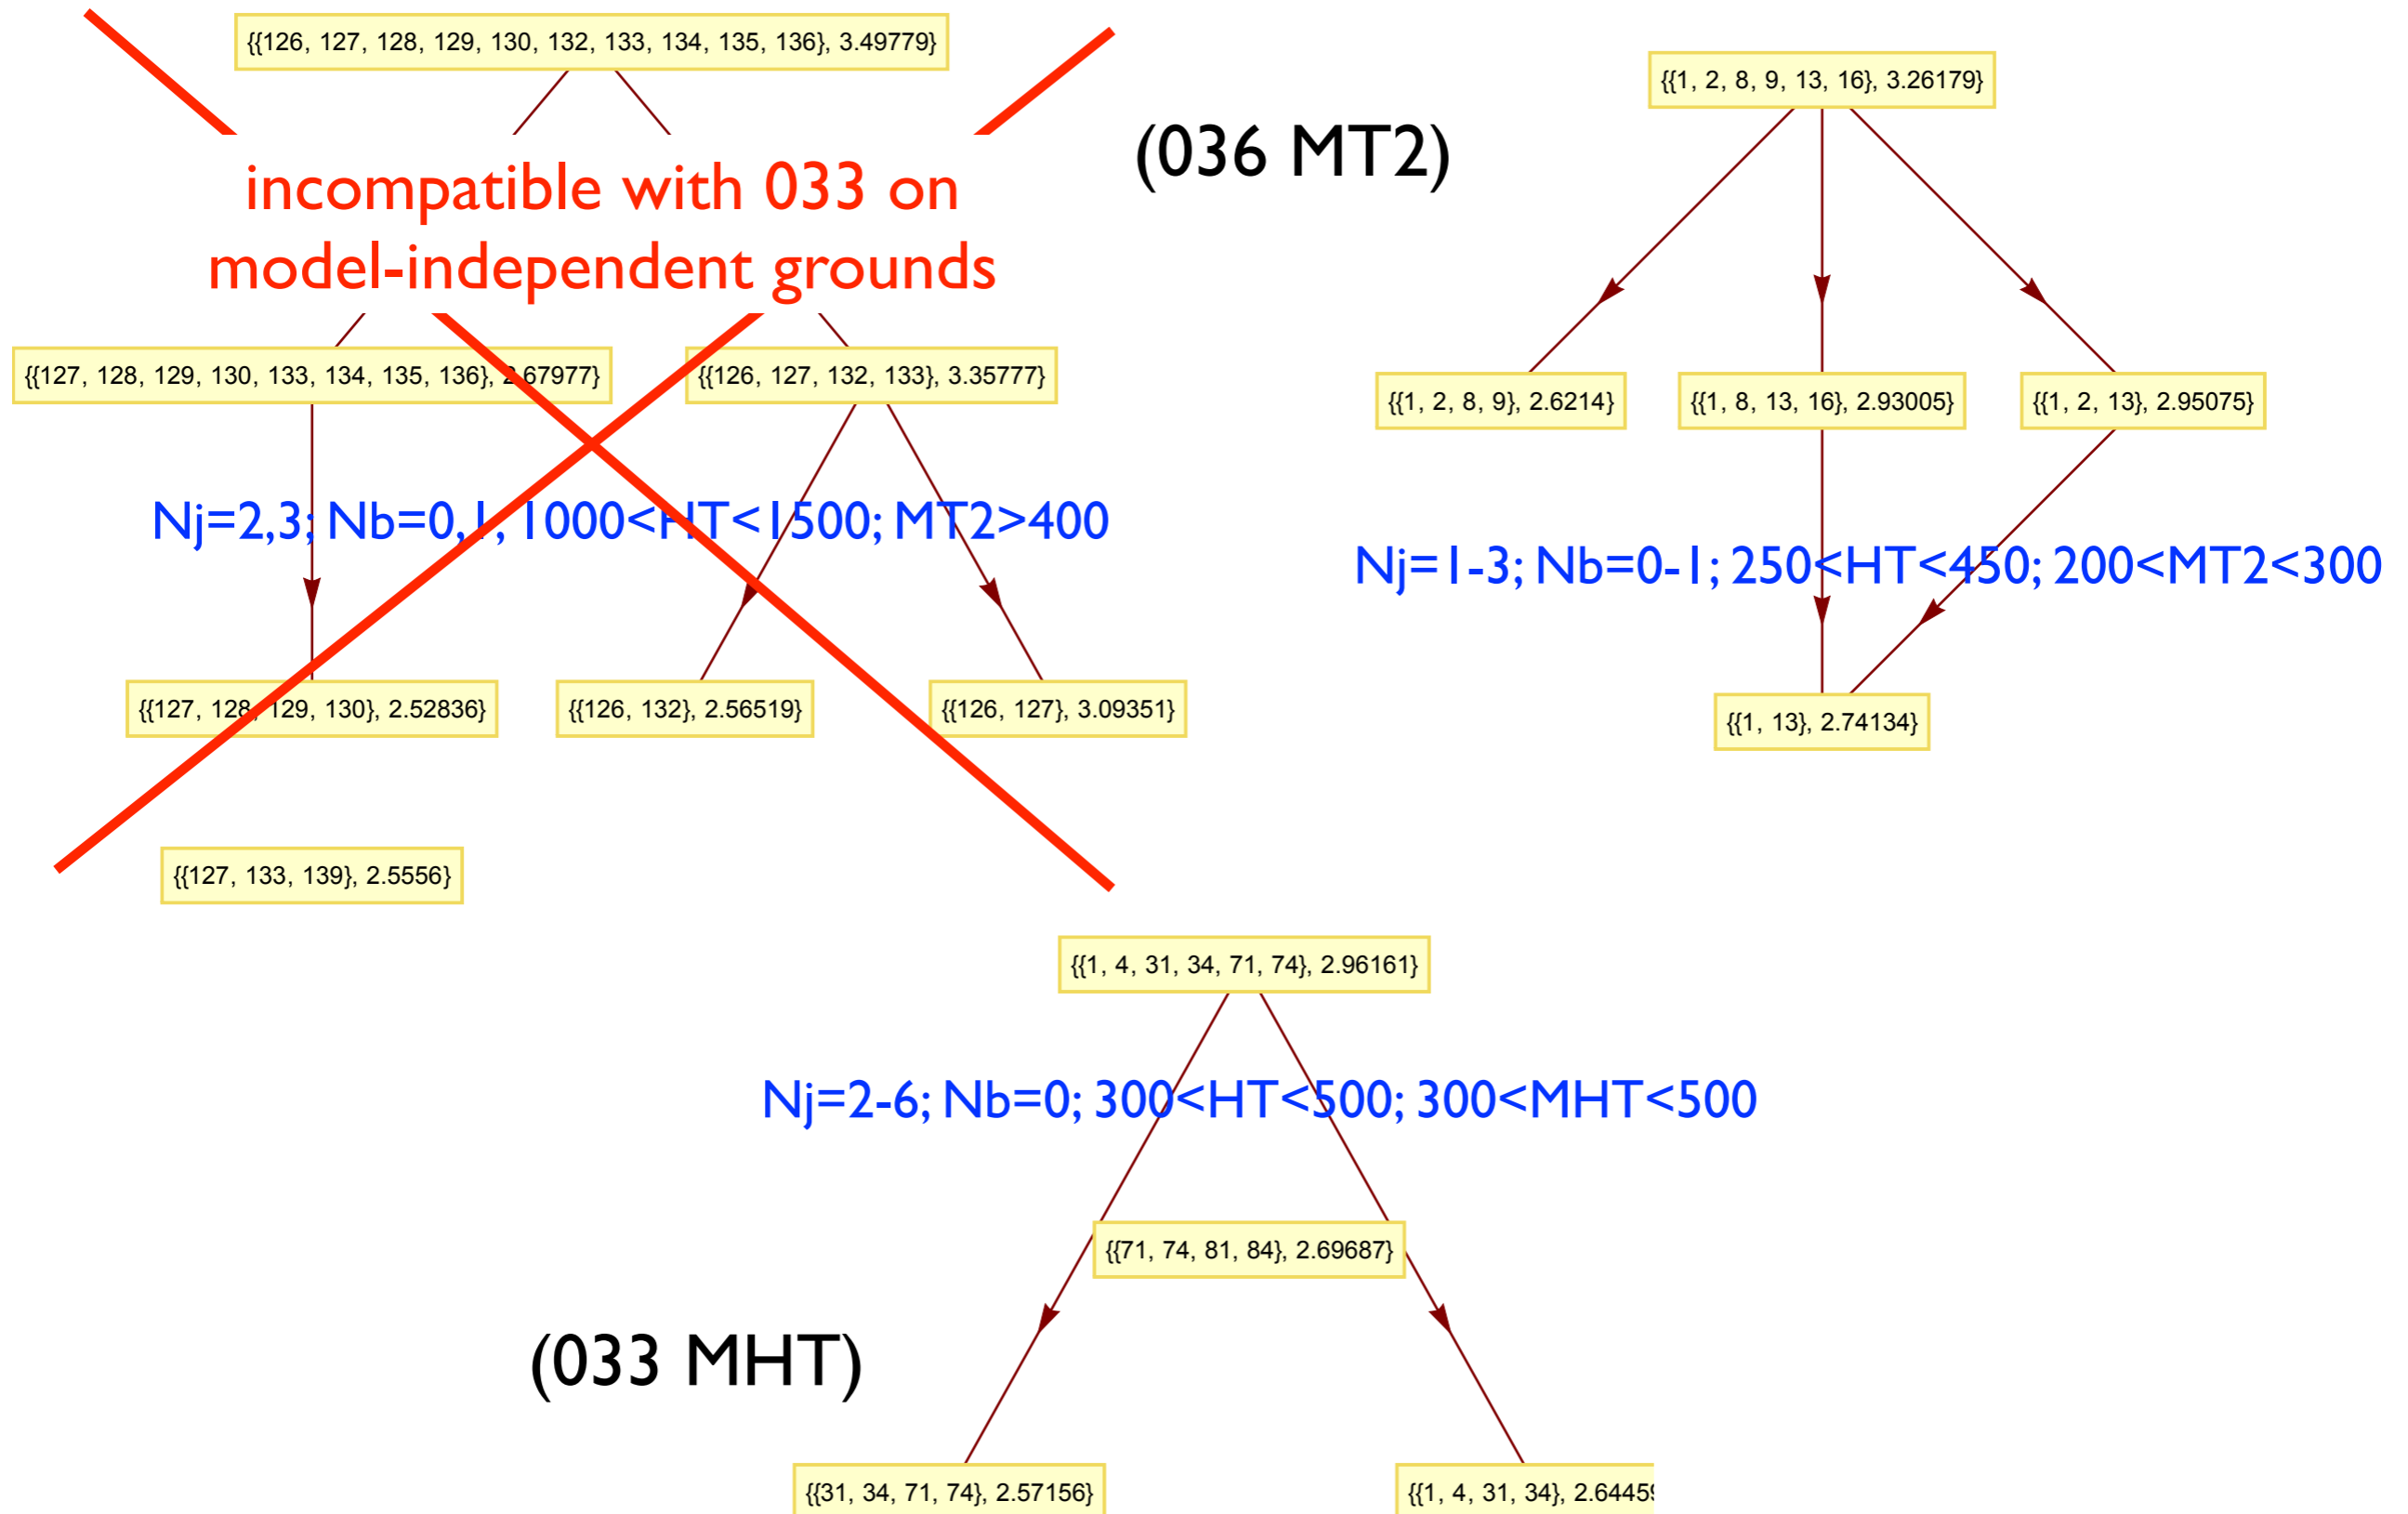 {{126, 127, 128, 129, 130, 132, 133, 134, 135, 136}, 3.49779}
incompatible with 033 on
model-independent grounds
{{127, 128, 129, 130, 133, 134, 135, 136}, 2.67977}
{{126, 127, 132, 133}, 3.35777}
Nj=2,3; Nb=0,1, 1000<HT<1500; MT2>400
{{127, 128, 129, 130}, 2.52836}
{{126, 132}, 2.56519}
{{126, 127}, 3.09351}
{{127, 133, 139}, 2.5556}
(036 MT2)
{{1, 2, 8, 9, 13, 16}, 3.26179}
{{1, 2, 8, 9}, 2.6214}
{{1, 8, 13, 16}, 2.93005}
{{1, 2, 13}, 2.95075}
Nj=1-3; Nb=0-1; 250<HT<450; 200<MT2<300
{{1, 13}, 2.74134}
{{1, 4, 31, 34, 71, 74}, 2.96161}
Nj=2-6; Nb=0; 300<HT<500; 300<MHT<500
{{71, 74, 81, 84}, 2.69687}
(033 MHT)
{{31, 34, 71, 74}, 2.57156}
{{1, 4, 31, 34}, 2.64459